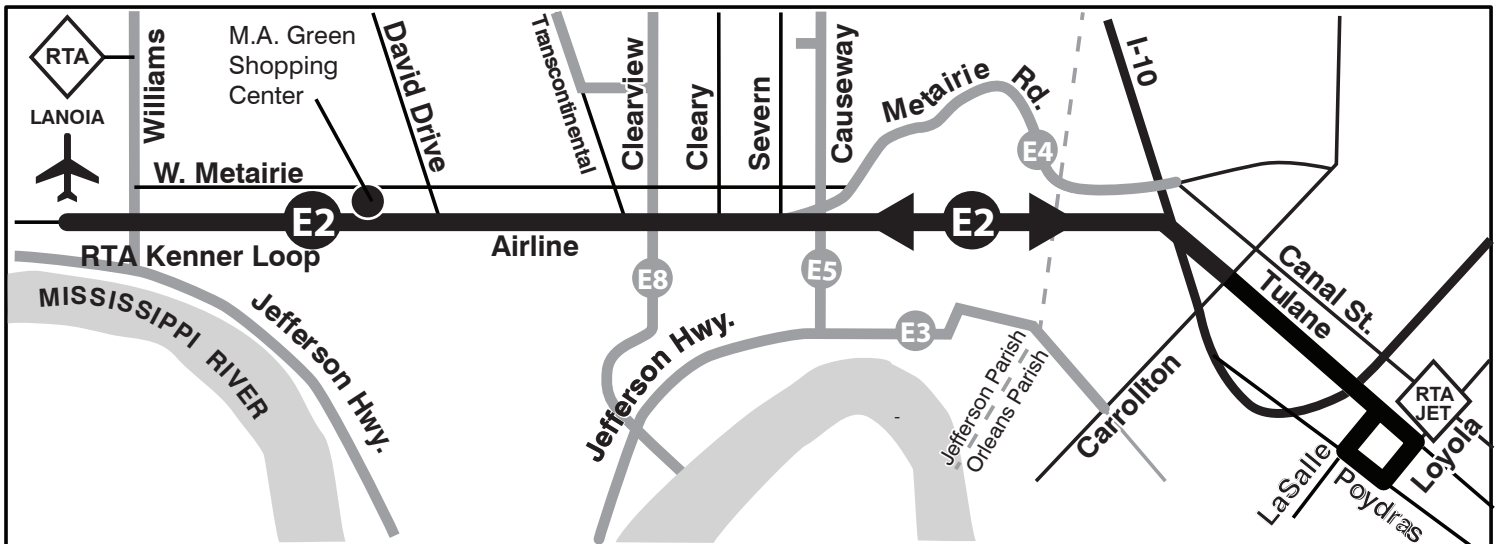 RTA
LANOIA
Williams
M.A. Green
Shopping
Center
David Drive
Transcontinental
Clearview
Cleary
Severn
Causeway
Metairie Rd.
E4
I-10
W. Metairie
E2
E2
Airline
RTA Kenner Loop
MISSISSIPPI RIVER
Jefferson Hwy.
E8
E5
E3
Jefferson Hwy.
Jefferson Parish
Orleans Parish
Carrollton
Canal St.
Tulane
RTA
JET
Loyola
LaSalle
Poydras